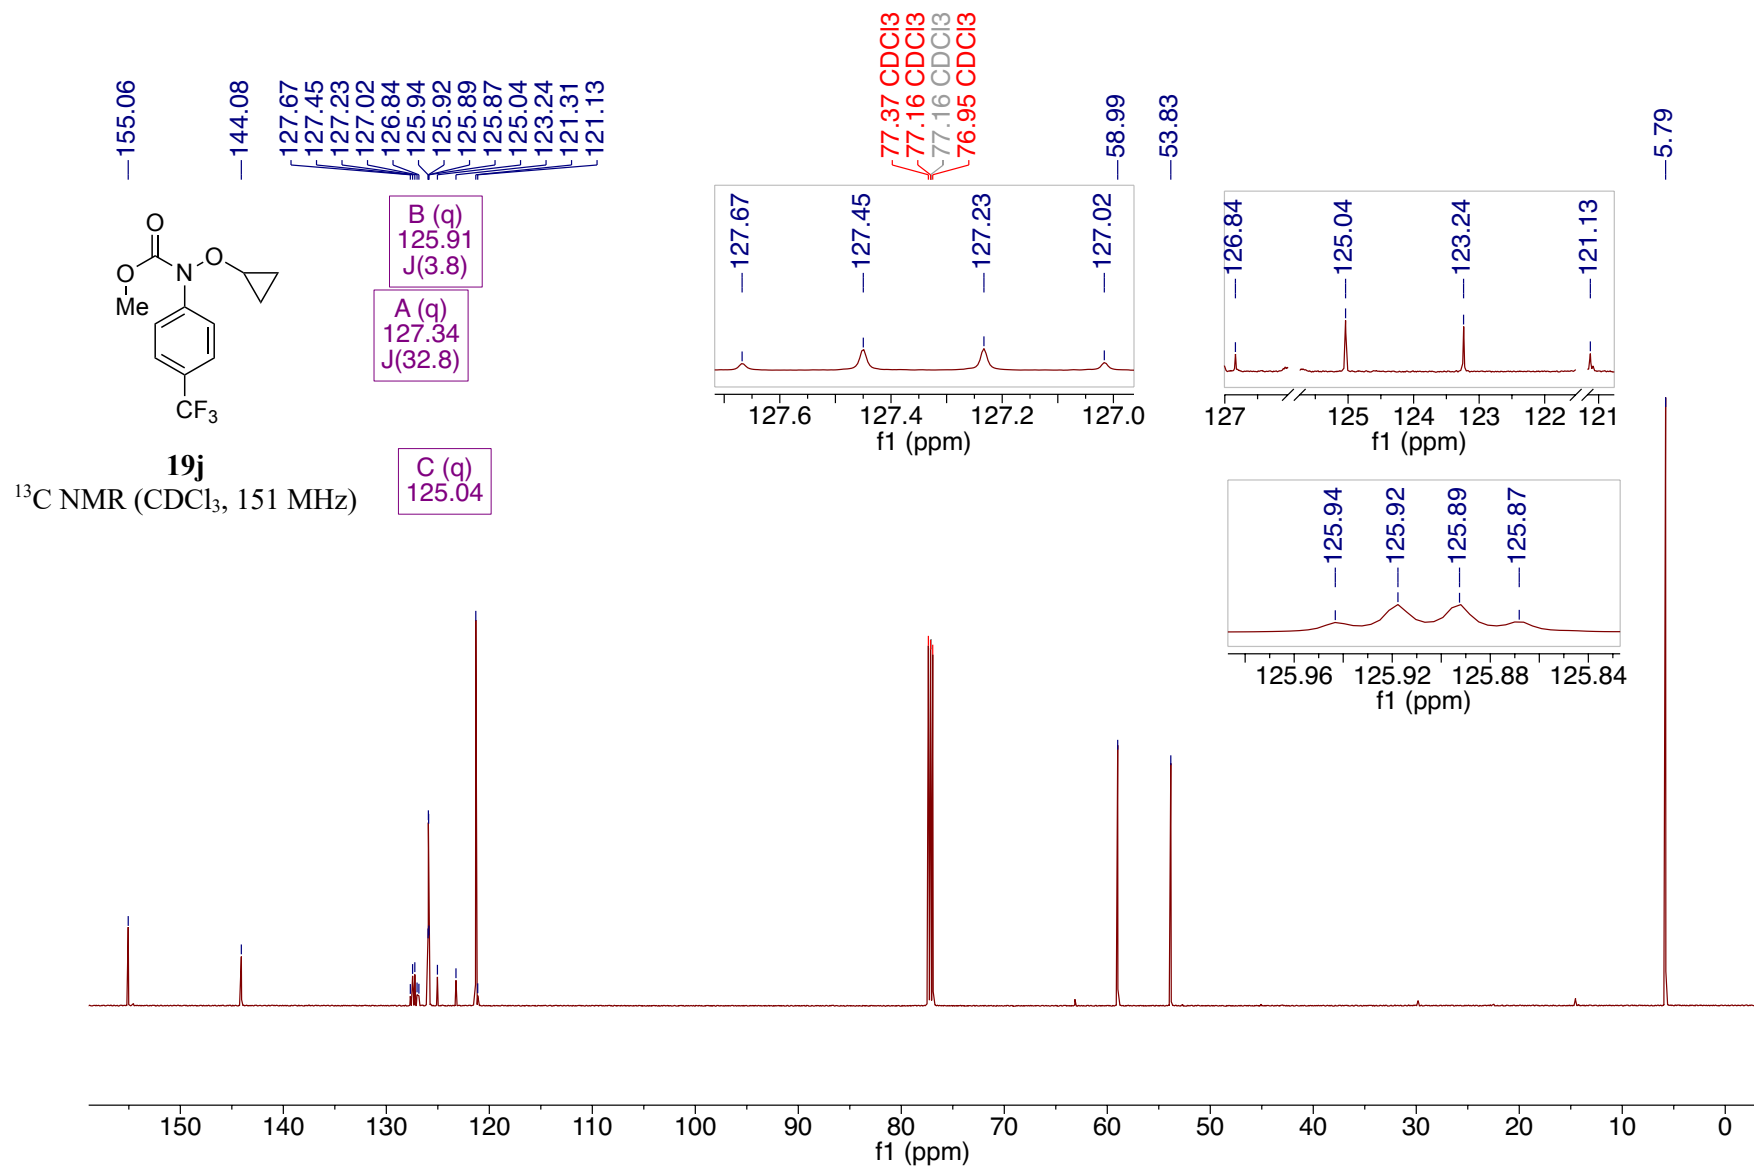 155.06
144.08
127.67
127.45
127.23
127.02
126.84
125.94
125.92
125.89
125.87
125.04
123.24
121.31
121.13
77.37 CDCl3
77.16 CDCl3
77.16 CDCl3
76.95 CDCl3
58.99
53.83
5.79
O
O
N
O
Me
CF3
19j
13C NMR (CDCl3, 151 MHz)
B (q)
125.91
J(3.8)
A (q)
127.34
J(32.8)
C (q)
125.04
127.67
127.45
127.23
127.02
127.6 127.4 127.2 127.0
f1 (ppm)
126.84
125.04
123.24
121.13
127 125 124 123 122 121
f1 (ppm)
125.94
125.92
125.89
125.87
125.96 125.92 125.88 125.84
f1 (ppm)
150 140 130 120 110 100 90 80 70 60 50 40 30 20 10 0
f1 (ppm)